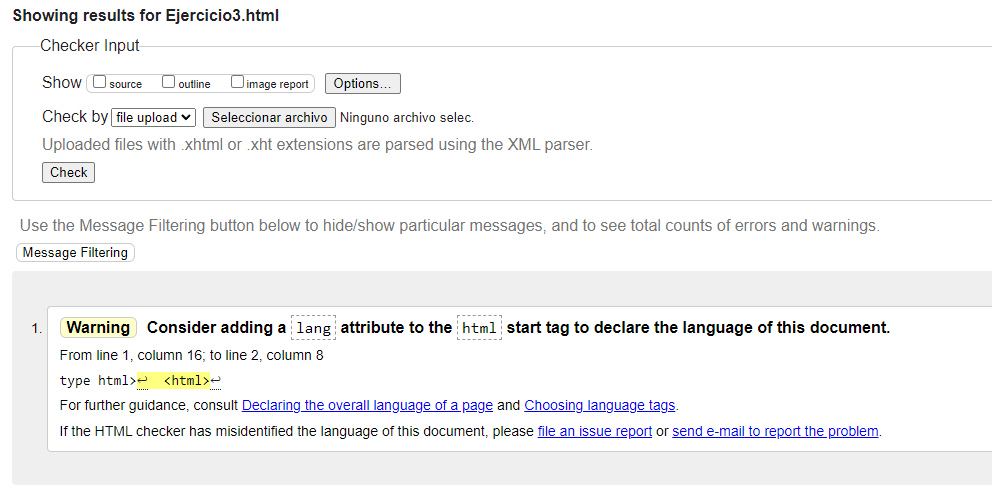 Showing results for Ejercicio3.html
Checker Input
Show source outline image report Options...
Check by file upload Seleccionar archivo Ninguno archivo selec.
Uploaded files with .xhtml or .xht extensions are parsed using the XML parser.
Check
Use the Message Filtering button below to hide/show particular messages, and to see total counts of errors and warnings.
Message Filtering
1. Warning Consider adding a lang attribute to the html start tag to declare the language of this document.
From line 1, column 16; to line 2, column 8
type html>↩ <html>↩
For further guidance, consult Declaring the overall language of a page and Choosing language tags.
If the HTML checker has misidentified the language of this document, please file an issue report or send e-mail to report the problem.